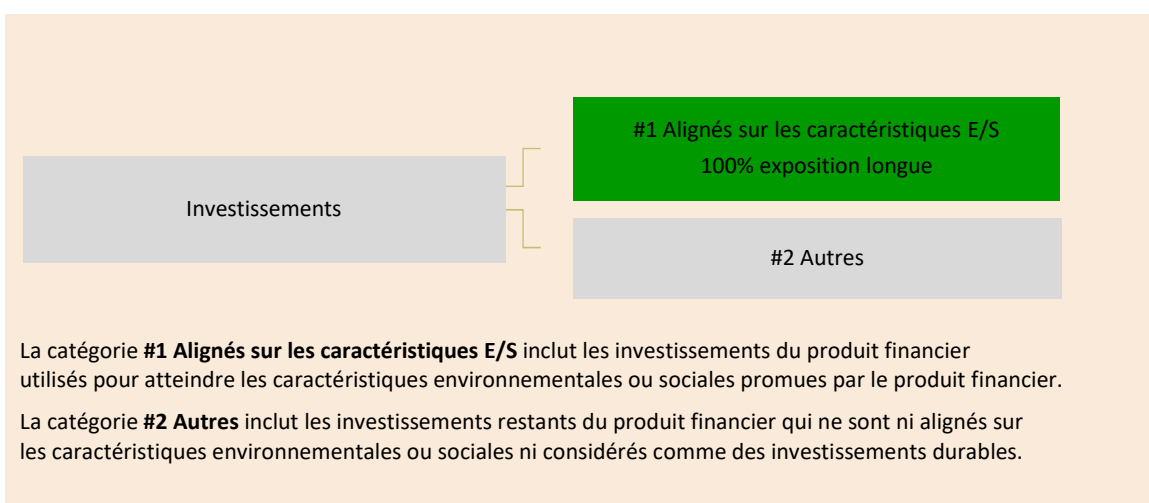 #1 Alignés sur les caractéristiques E/S
100% exposition longue
Investissements
#2 Autres
La catégorie #1 Alignés sur les caractéristiques E/S inclut les investissements du produit financier
utilisés pour atteindre les caractéristiques environnementales ou sociales promues par le produit financier.
La catégorie #2 Autres inclut les investissements restants du produit financier qui ne sont ni alignés sur
les caractéristiques environnementales ou sociales ni considérés comme des investissements durables.